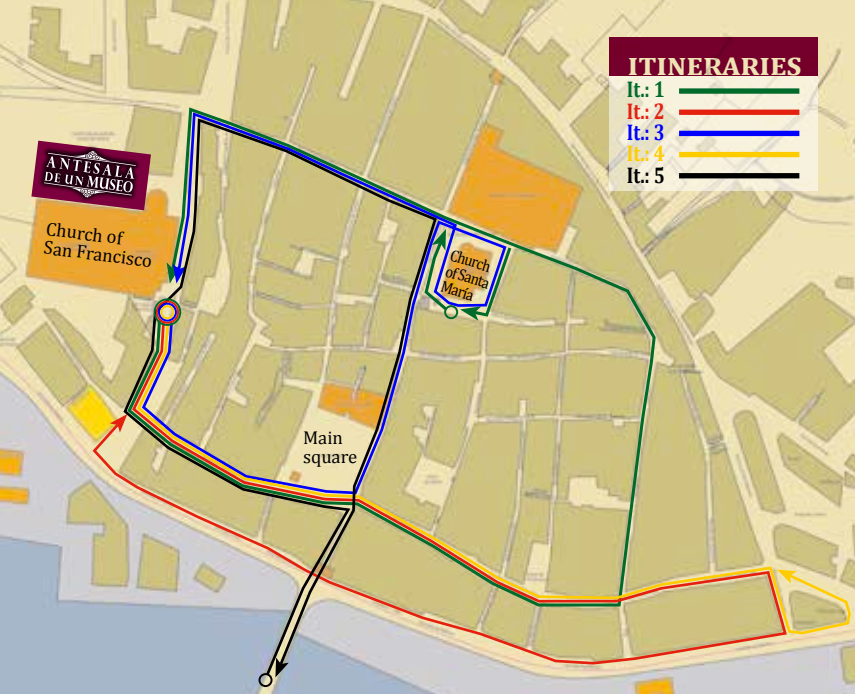 ITINERARIES
It.: 1
It.: 2
It.: 3
It.: 4
It.: 5
ANTESALA
DE UN MUSEO
Church of
San Francisco
Church
of Santa
María
Main
square